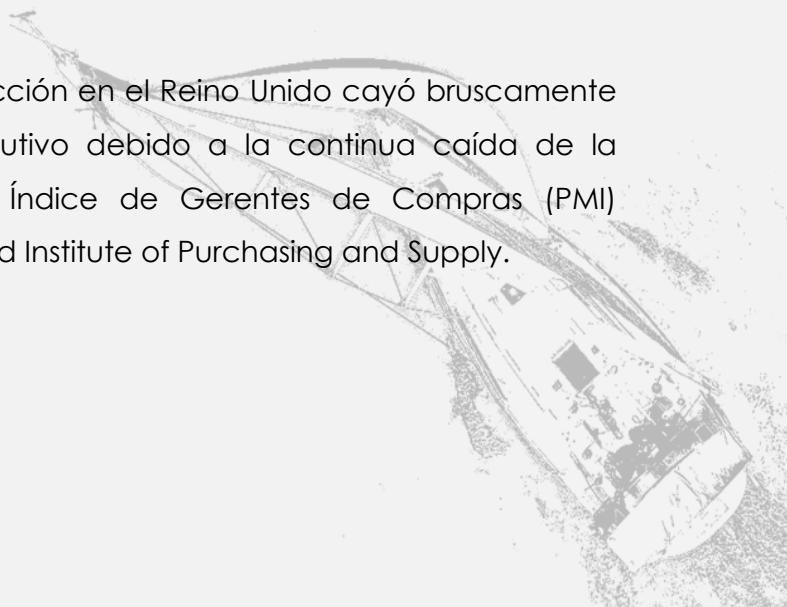 cción en el Reino Unido cayó bruscamente
utivo debido a la continua caída de la
Índice de Gerentes de Compras (PMI)
d Institute of Purchasing and Supply.